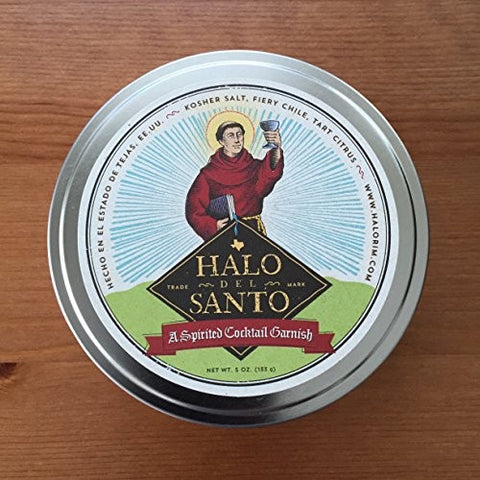 HECHO EN EL ESTADO DE TEJAS, EE.UU. KOSHER SALT, FIERY CHILE, TART CITRUS WWW.HALORIM.COM
HALO
TRADE DEL MARK
SANTO
A Spirited Cocktail Garnish
NET WT. 5 OZ. (153 g)